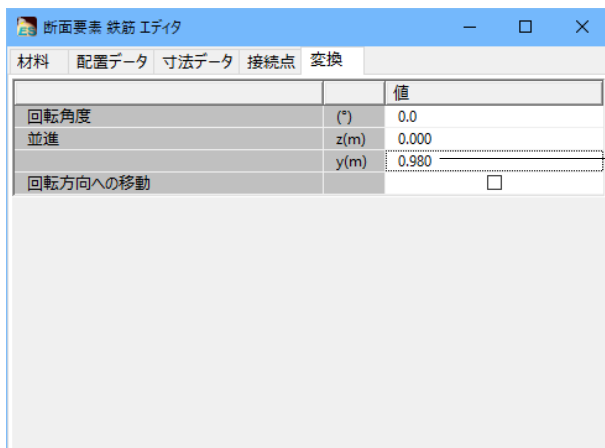 断面要素 鉄筋 エディタ
材料 配置データ 寸法データ 接続点 変換
値
回転角度 (°) 0.0
並進 z(m) 0.000
y(m) 0.980
回転方向への移動